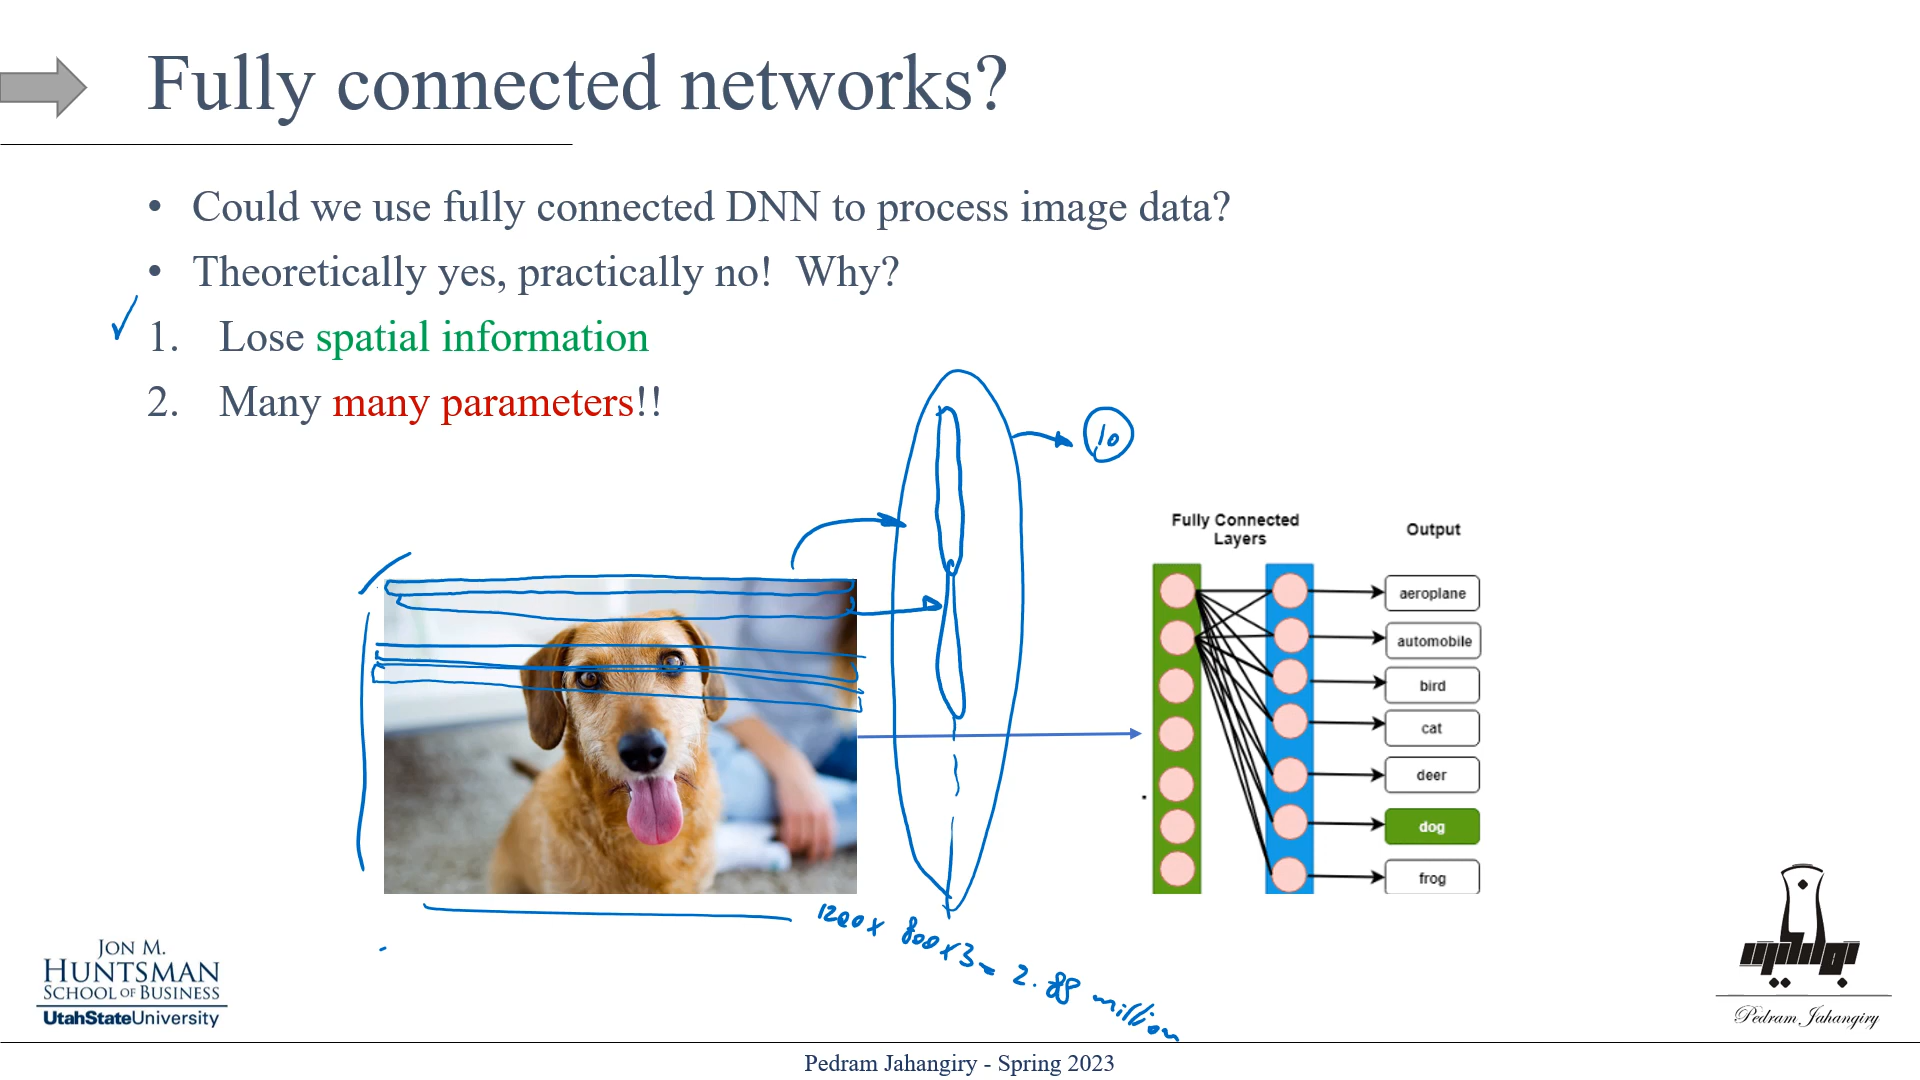 Fully connected networks?
• Could we use fully connected DNN to process image data?
• Theoretically yes, practically no! Why?
1. Lose spatial information
2. Many many parameters!!
10
Fully Connected
Layers
Output
aeroplane
automobile
bird
cat
deer
dog
frog
1200 x 800 x 3 = 2.88 million
JON M.
HUNTSMAN
SCHOOL OF BUSINESS
UtahStateUniversity
Pedram Jahangiry
Pedram Jahangiry - Spring 2023